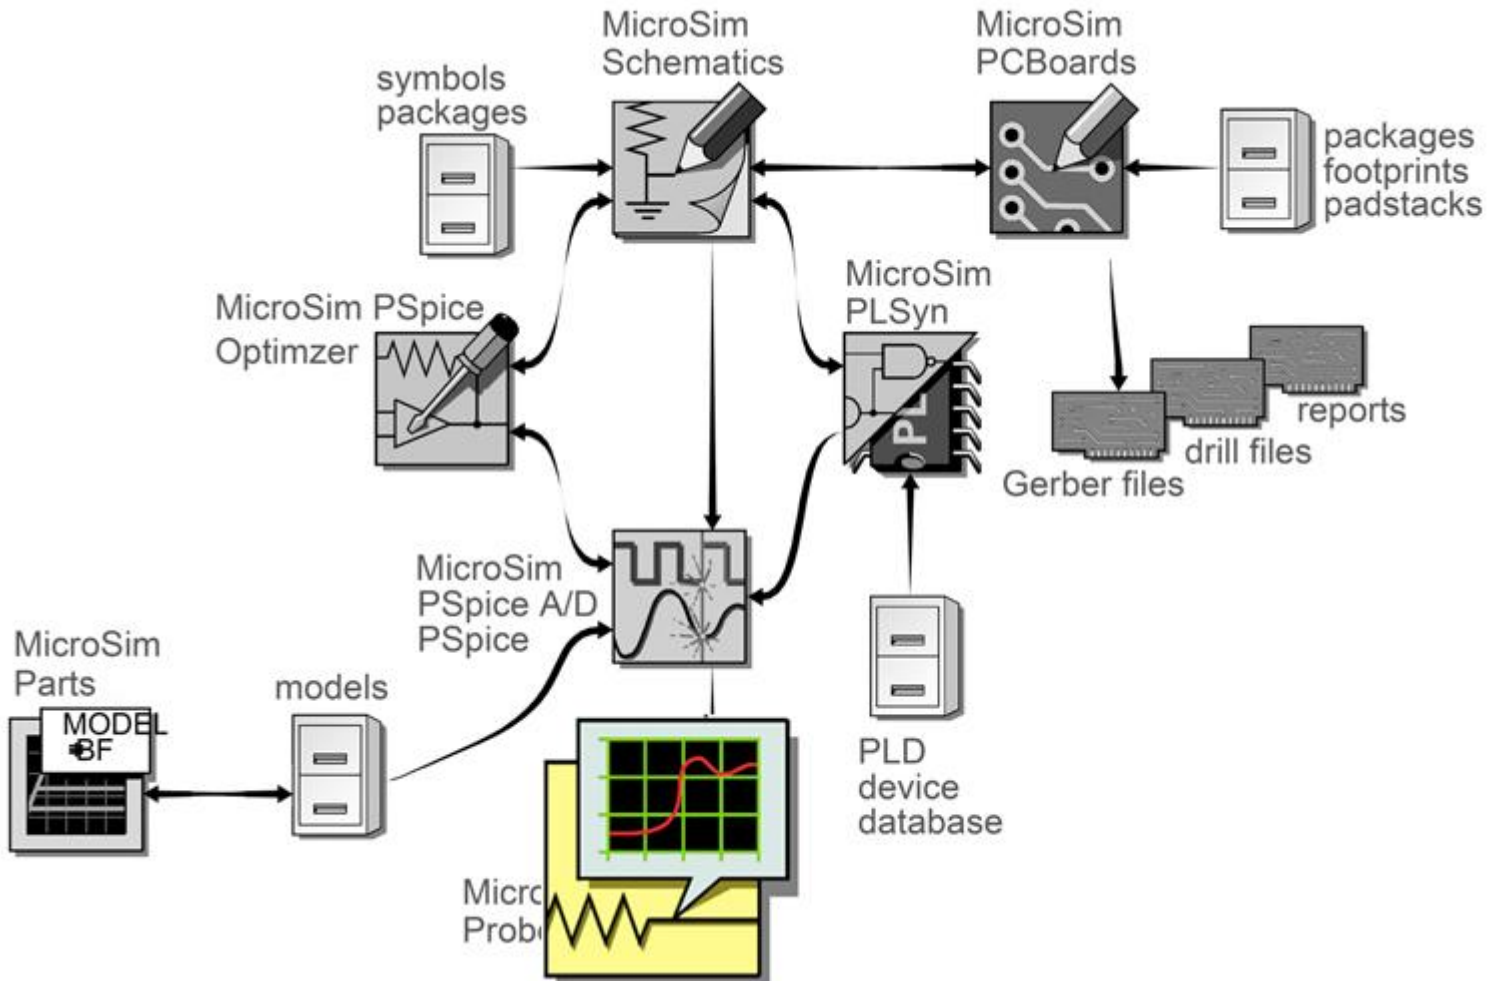 MicroSim
Schematics
MicroSim
PCBoards
symbols
packages
packages
footprints
padstacks
MicroSim PSpice
Optimzer
MicroSim
PLSyn
reports
drill files
Gerber files
MicroSim
PSpice A/D
PSpice
MicroSim
Parts
MODEL
BF
models
PLD
device
database